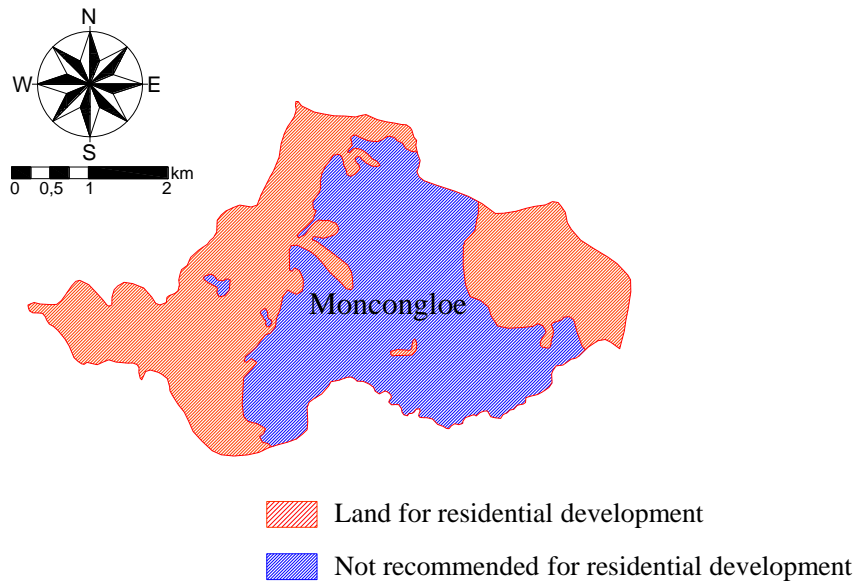 N
W E
S
km
0 0,5 1 2
Moncongloe
Land for residential development
Not recommended for residential development